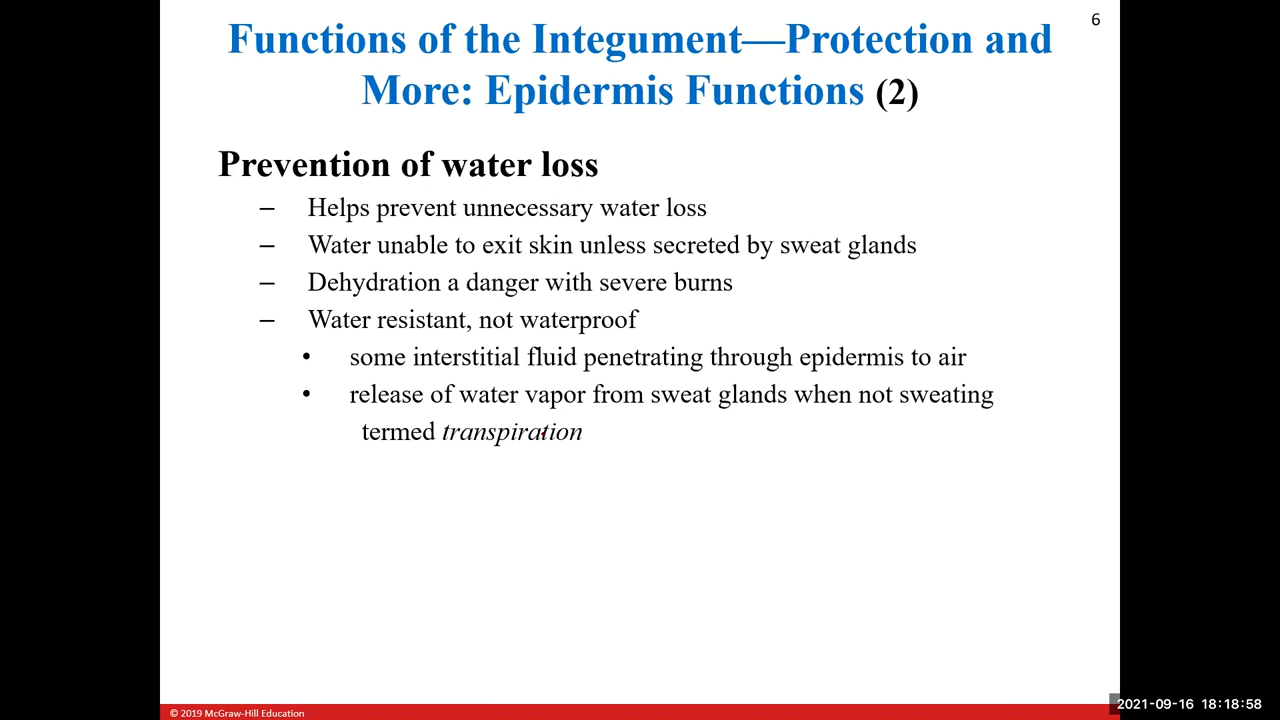 6
Functions of the Integument—Protection and
More: Epidermis Functions (2)
Prevention of water loss
– Helps prevent unnecessary water loss
– Water unable to exit skin unless secreted by sweat glands
– Dehydration a danger with severe burns
– Water resistant, not waterproof
• some interstitial fluid penetrating through epidermis to air
• release of water vapor from sweat glands when not sweating
termed transpiration
© 2019 McGraw-Hill Education
2021-09-16 18:18:58